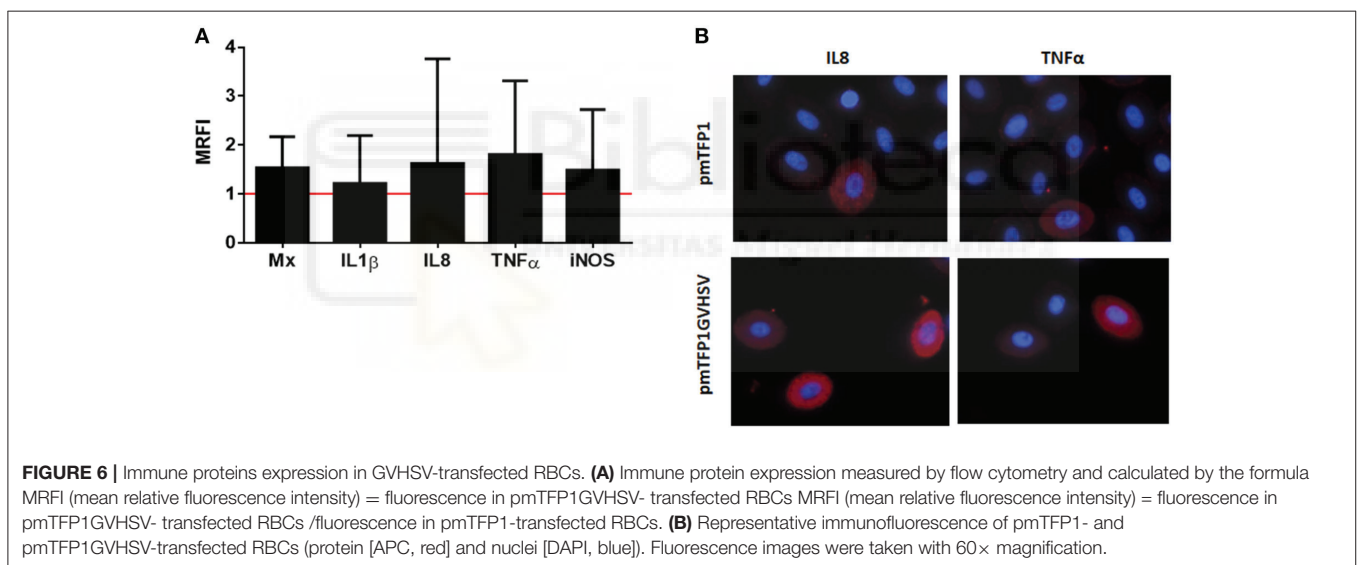 A
4
3
2
1
0
MRFI
Mx IL1β IL8 TNFα iNOS
B
IL8 TNFα
pmTFP1
pmTFP1GVHSV
Biblioteca
UNIVERSITAS Miguel Hernández
FIGURE 6 | Immune proteins expression in GVHSV-transfected RBCs. (A) Immune protein expression measured by flow cytometry and calculated by the formula
MRFI (mean relative fluorescence intensity) = fluorescence in pmTFP1GVHSV- transfected RBCs MRFI (mean relative fluorescence intensity) = fluorescence in
pmTFP1GVHSV- transfected RBCs /fluorescence in pmTFP1-transfected RBCs. (B) Representative immunofluorescence of pmTFP1- and
pmTFP1GVHSV-transfected RBCs (protein [APC, red] and nuclei [DAPI, blue]). Fluorescence images were taken with 60× magnification.